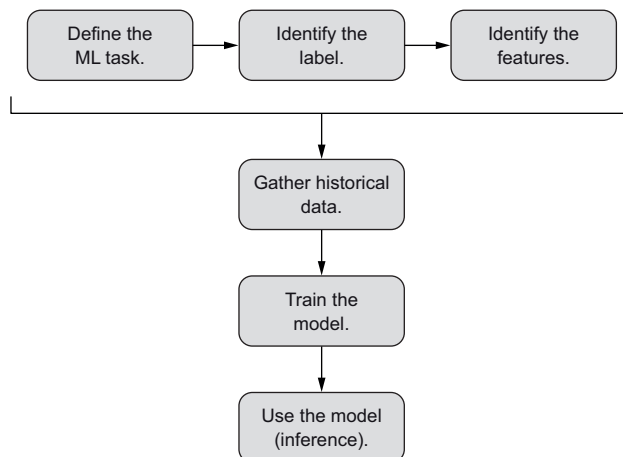 Define the
ML task.
Identify the
label.
Identify the
features.
Gather historical
data.
Train the
model.
Use the model
(inference).